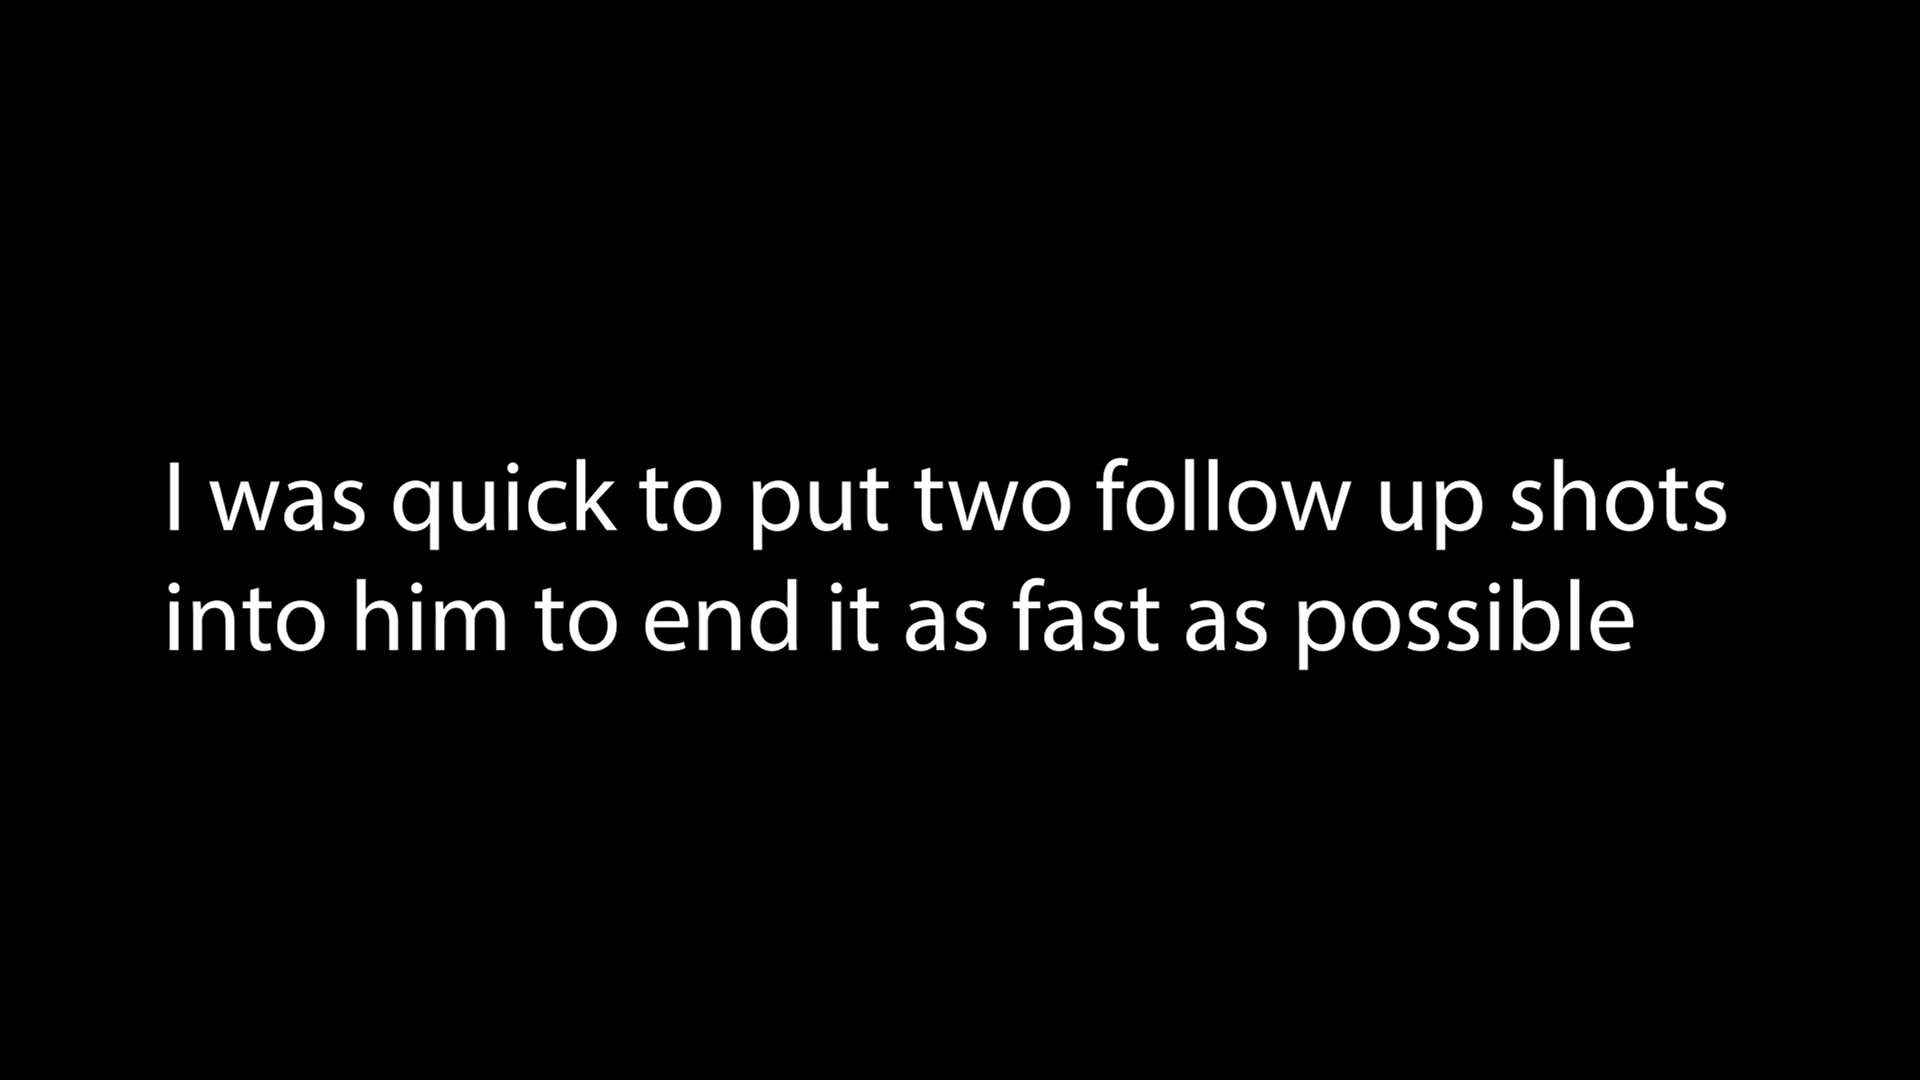 I was quick to put two follow up shots
into him to end it as fast as possible